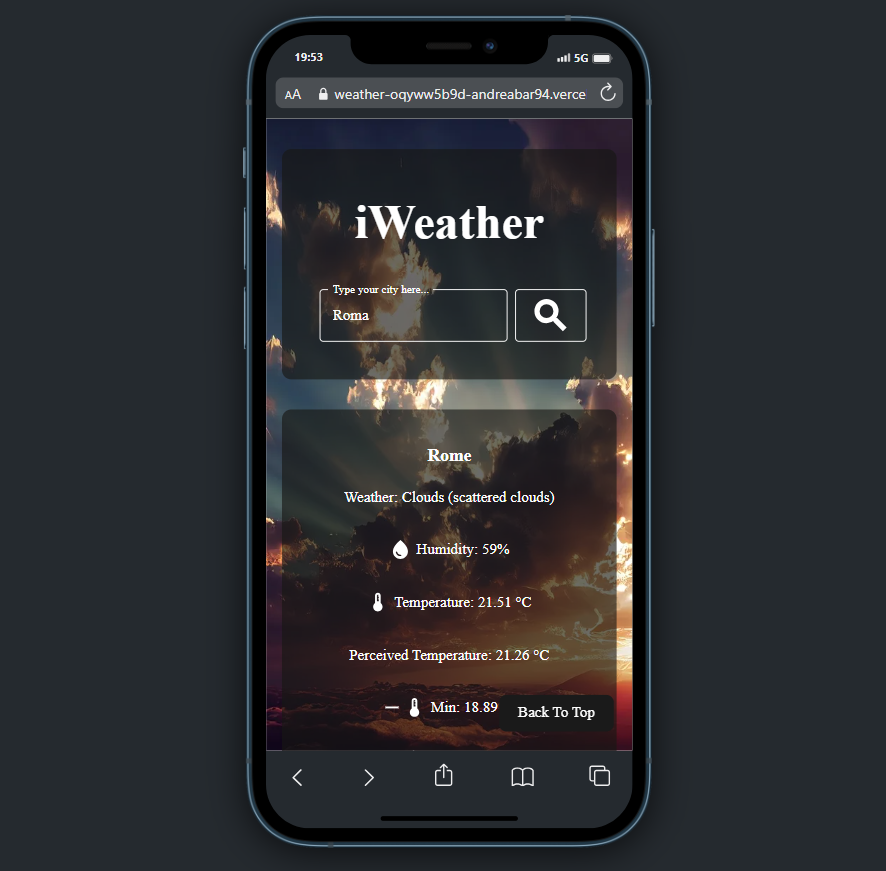 19:53
5G
AA
weather-oqyww5b9d-andreabar94.verce
iWeather
Type your city here...
Roma
Rome
Weather: Clouds (scattered clouds)
Humidity: 59%
Temperature: 21.51 °C
Perceived Temperature: 21.26 °C
Min: 18.89
Back To Top